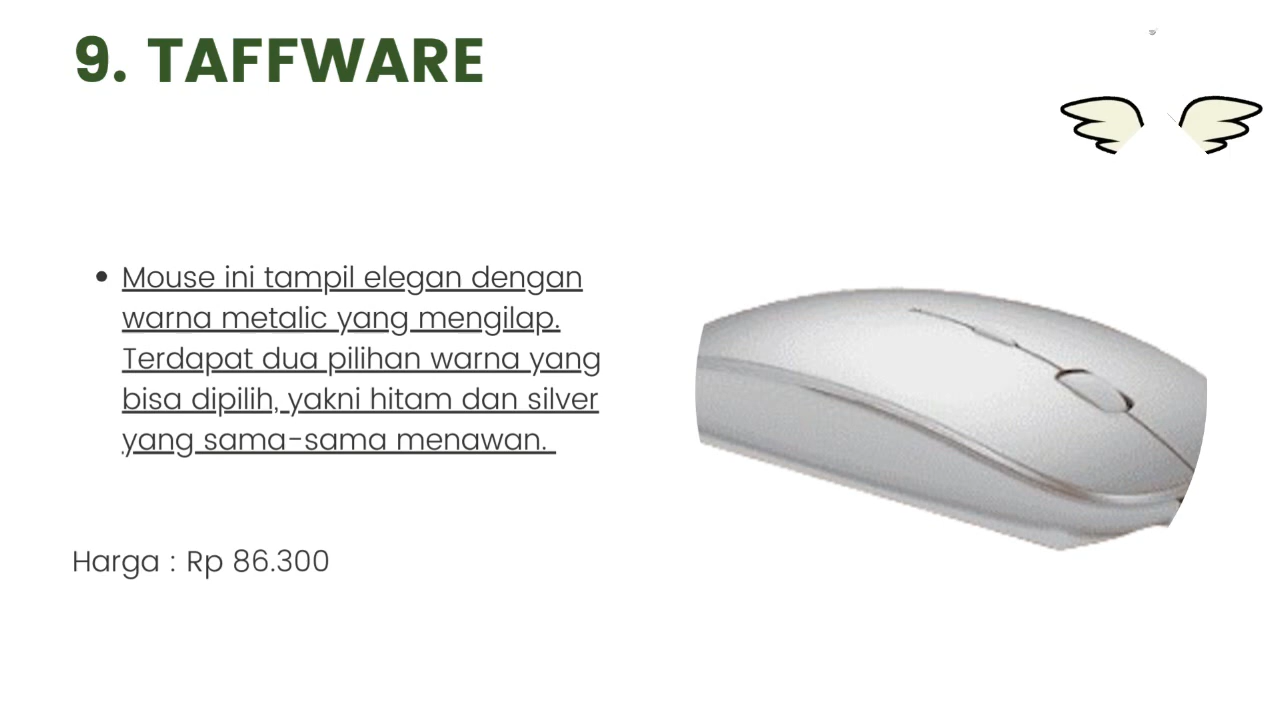 9. TAFFWARE
Mouse ini tampil elegan dengan
warna metalic yang mengilap.
Terdapat dua pilihan warna yang
bisa dipilih, yakni hitam dan silver
yang sama-sama menawan.
Harga : Rp 86.300